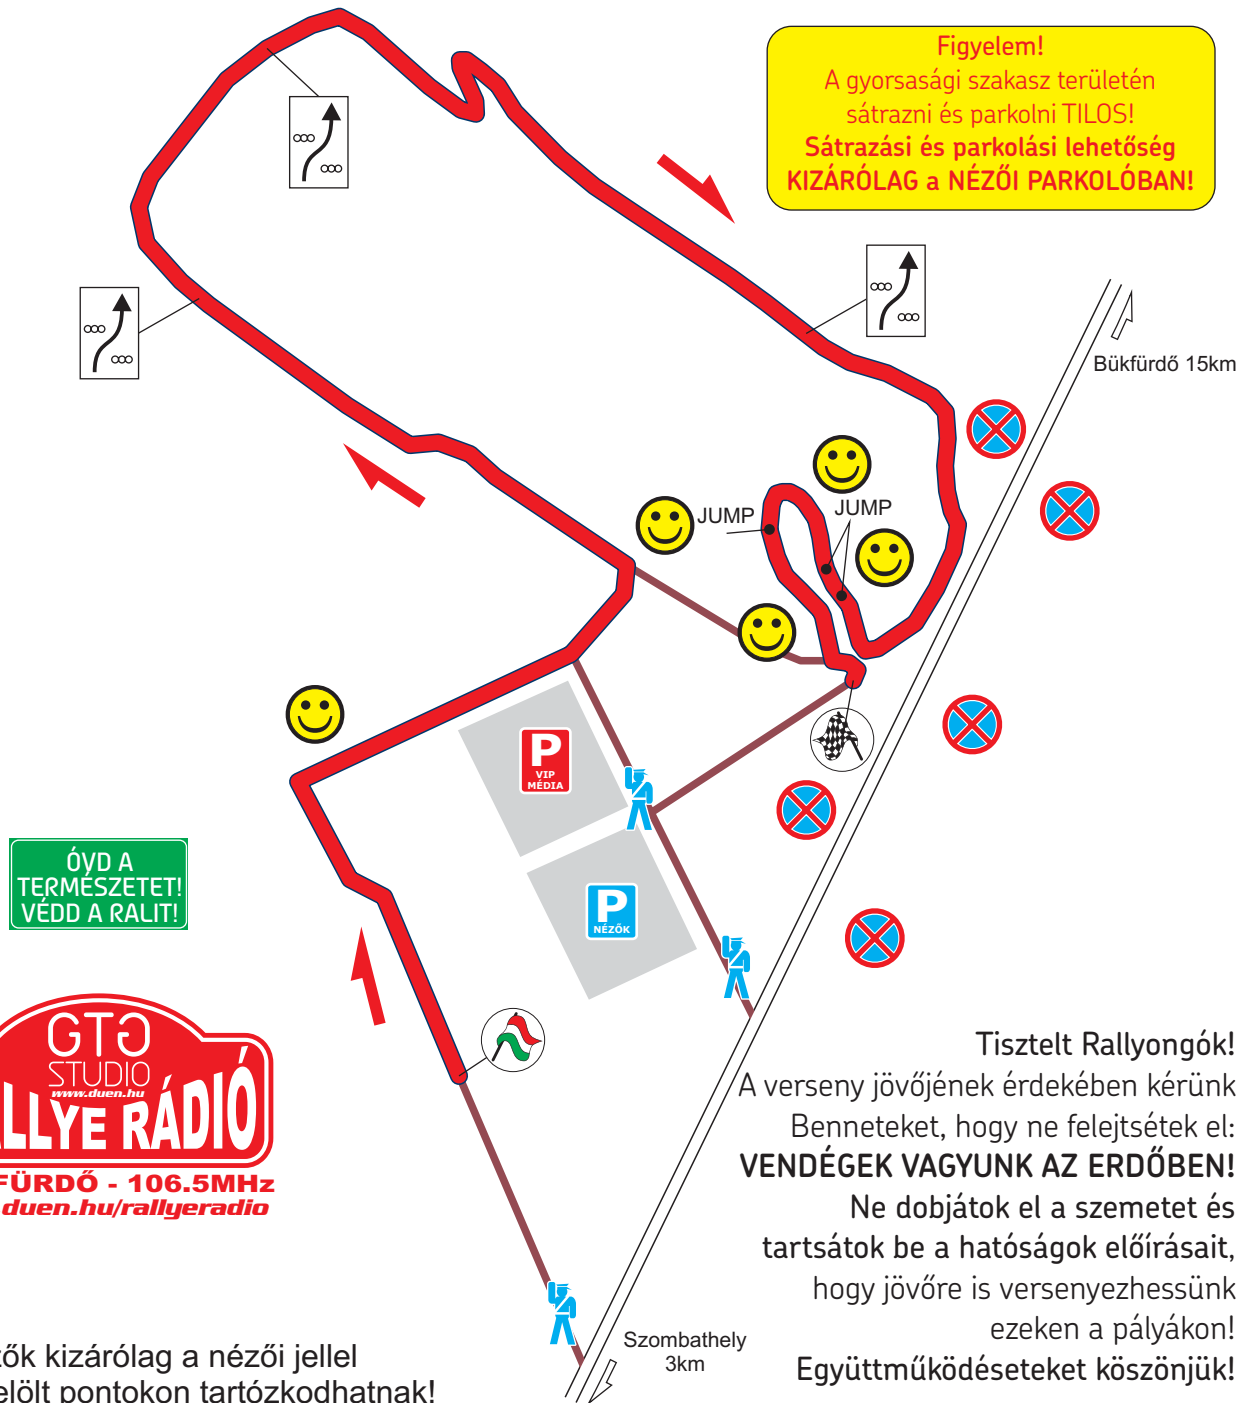 Figyelem!
A gyorsasági szakasz területén
sátrazni és parkolni TILOS!
Sátrazási és parkolási lehetőség
KIZÁRÓLAG a NÉZŐI PARKOLÓBAN!
Bükfürdő 15km
JUMP
JUMP
P
VIP
MÉDIA
P
NÉZŐK
ÓVD A
TERMÉSZETET!
VÉDD A RALIT!
GTG
STUDIO
www.duen.hu
LLYE RÁDIÓ
FÜRDŐ - 106.5MHz
duen.hu/rallyeradio
Tisztelt Rallyongók!
A verseny jövőjének érdekében kérünk
Benneteket, hogy ne felejtsétek el:
VENDÉGEK VAGYUNK AZ ERDŐBEN!
Ne dobjátok el a szemetet és
tartsátok be a hatóságok előírásait,
hogy jövőre is versenyezhessünk
ezeken a pályákon!
Együttműködéseteket köszönjük!
Szombathely
3km
ők kizárólag a nézői jellel
elölt pontokon tartózkodhatnak!